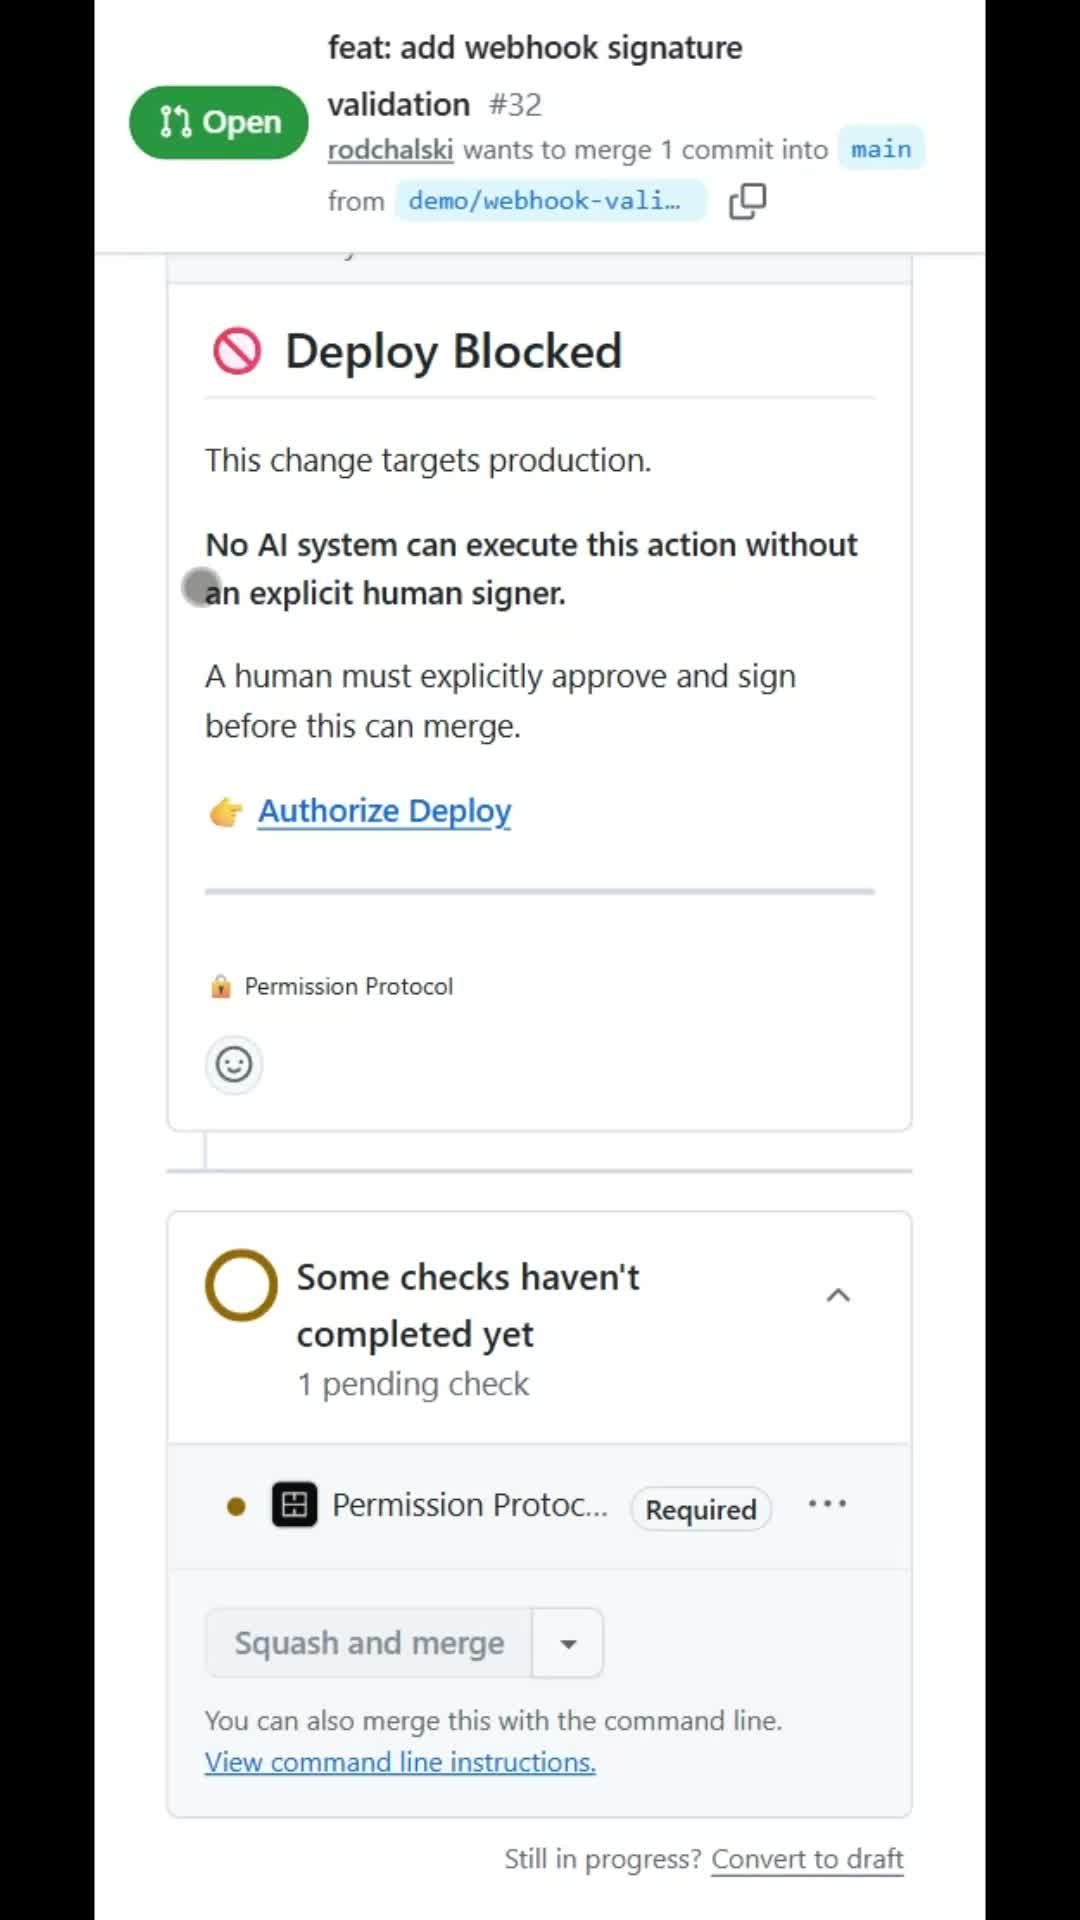 feat: add webhook signature
validation #32
Open
rodchalski wants to merge 1 commit into main
from demo/webhook-vali...
Deploy Blocked
This change targets production.
No AI system can execute this action without
an explicit human signer.
A human must explicitly approve and sign
before this can merge.
Authorize Deploy
Permission Protocol
Some checks haven't
completed yet
1 pending check
Permission Protoc... Required
Squash and merge
You can also merge this with the command line.
View command line instructions.
Still in progress? Convert to draft